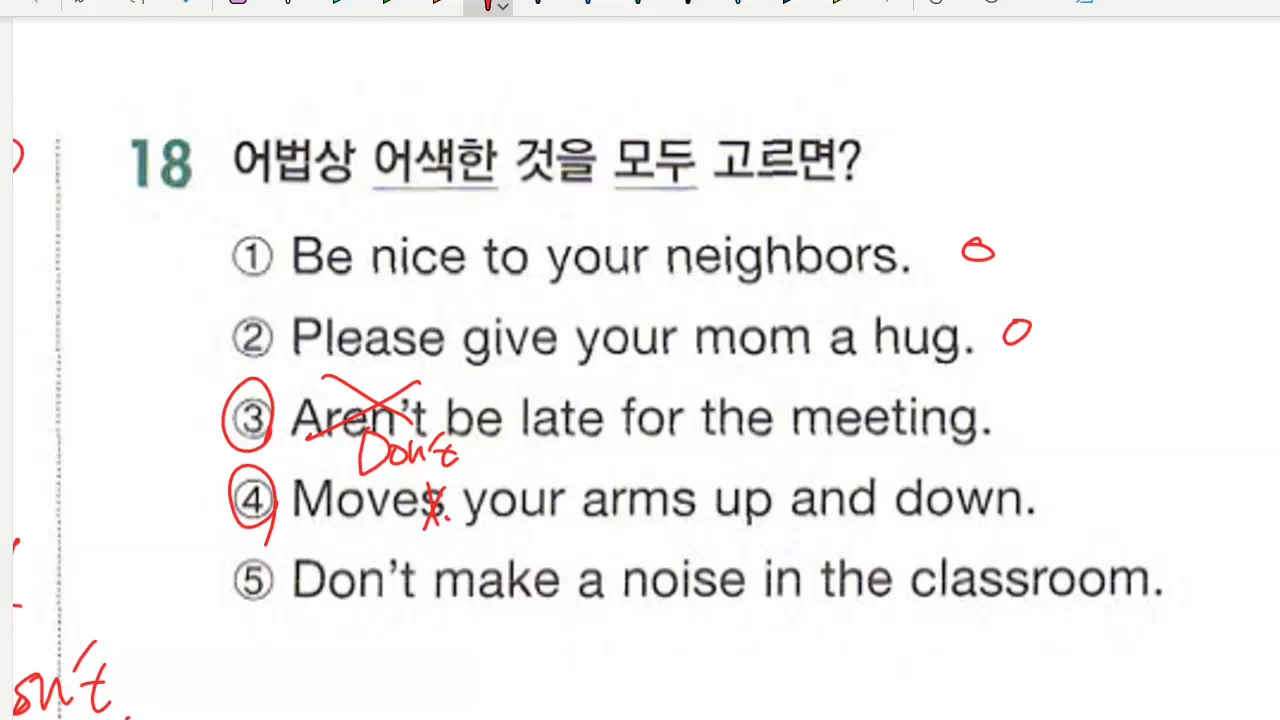 18 어법상 어색한 것을 모두 고르면?
① Be nice to your neighbors.
② Please give your mom a hug.
③ Aren't be late for the meeting.
Don't
④ Moves your arms up and down.
⑤ Don't make a noise in the classroom.
sn't